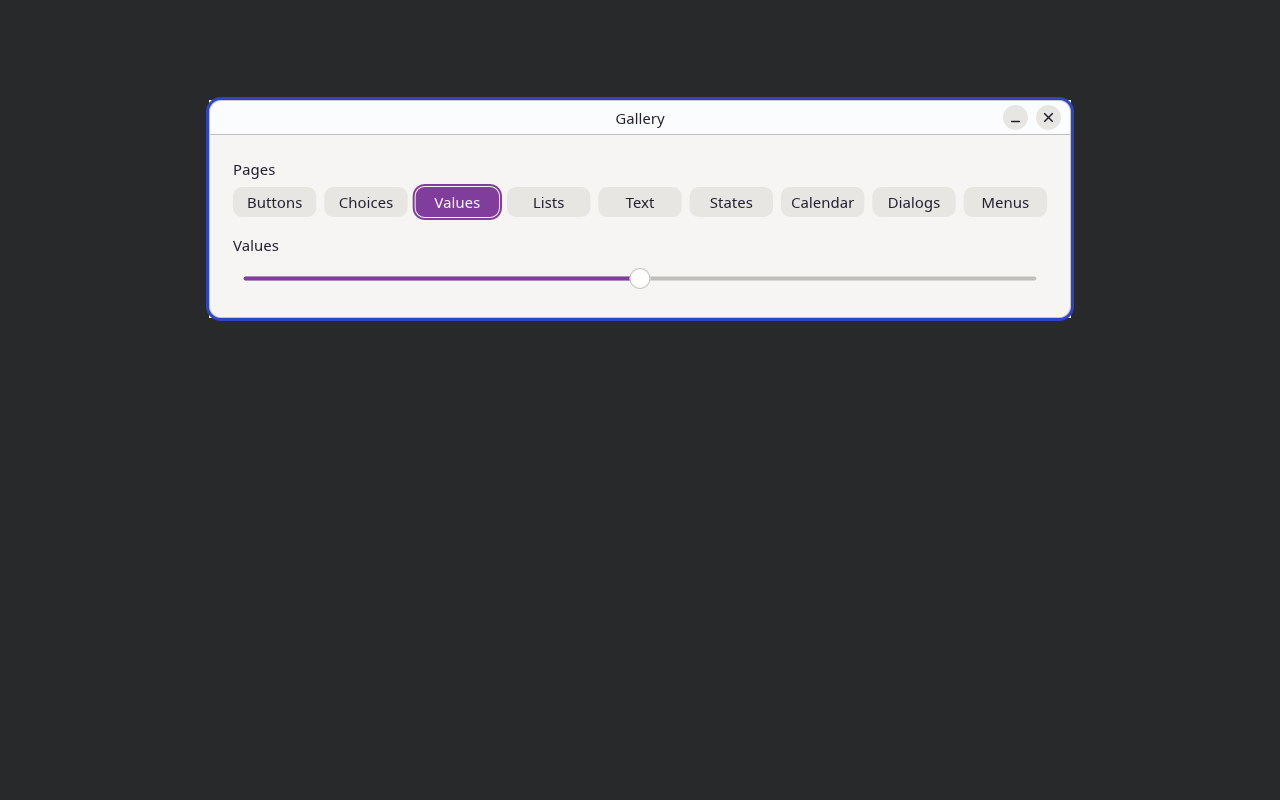 Gallery
Pages
Buttons Choices Values Lists Text States Calendar Dialogs Menus
Values